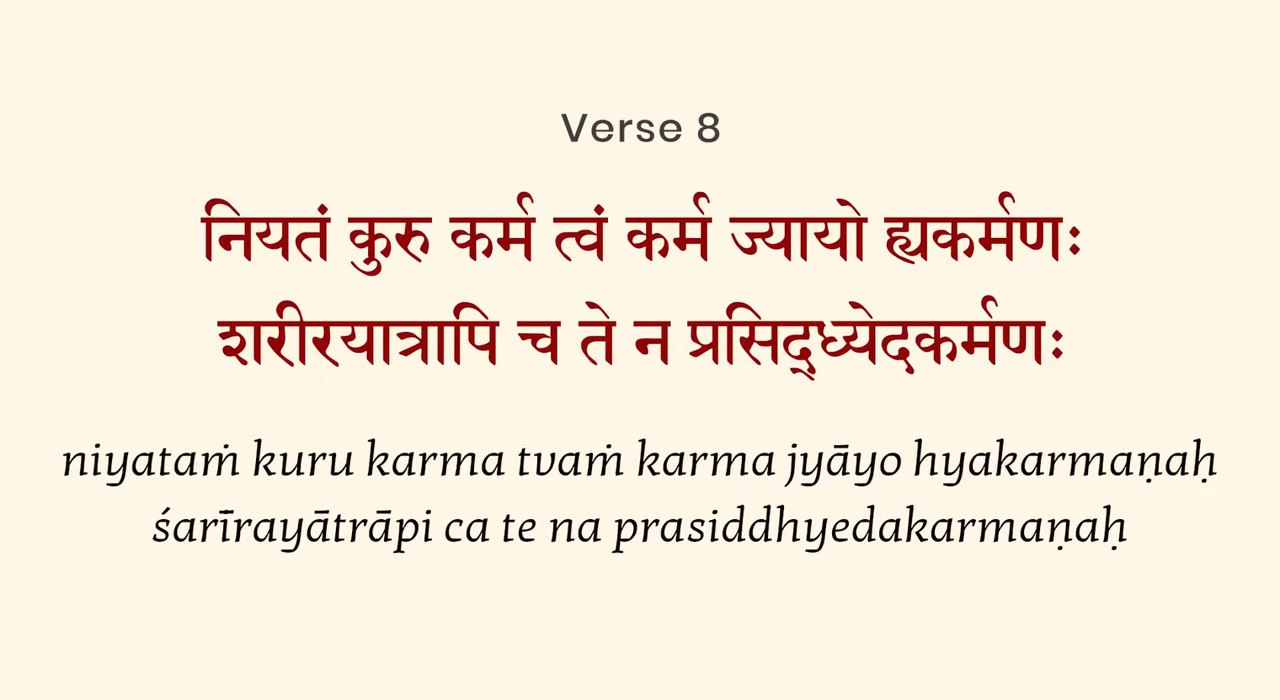 Verse 8
नियतं कुरु कर्म त्वं कर्म ज्यायो ह्यकर्मणः
शरीरयात्रापि च ते न प्रसिद्ध्येदकर्मणः
niyataṁ kuru karma tvaṁ karma jyāyo hyakarmaṇaḥ
śarīrayātrāpi ca te na prasiddhyedakarmaṇaḥ